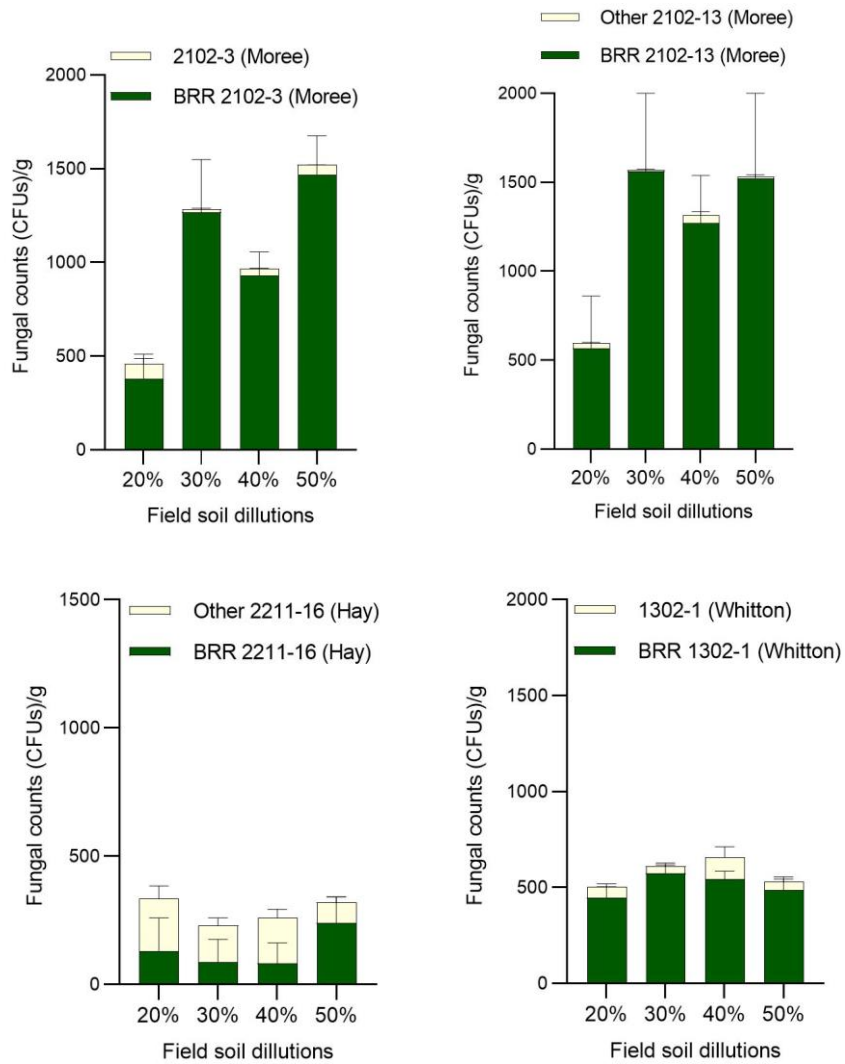 2102-3 (Moree)
BRR 2102-3 (Moree)
Fungal counts (CFUs)/g
2000
1500
1000
500
0
20% 30% 40% 50%
Field soil dillutions
Other 2102-13 (Moree)
BRR 2102-13 (Moree)
Fungal counts (CFUs)/g
2000
1500
1000
500
0
20% 30% 40% 50%
Field soil dillutions
Other 2211-16 (Hay)
BRR 2211-16 (Hay)
Fungal counts (CFUs)/g
1500
1000
500
0
20% 30% 40% 50%
Field soil dillutions
1302-1 (Whitton)
BRR 1302-1 (Whitton)
Fungal counts (CFUs)/g
2000
1500
1000
500
0
20% 30% 40% 50%
Field soil dillutions